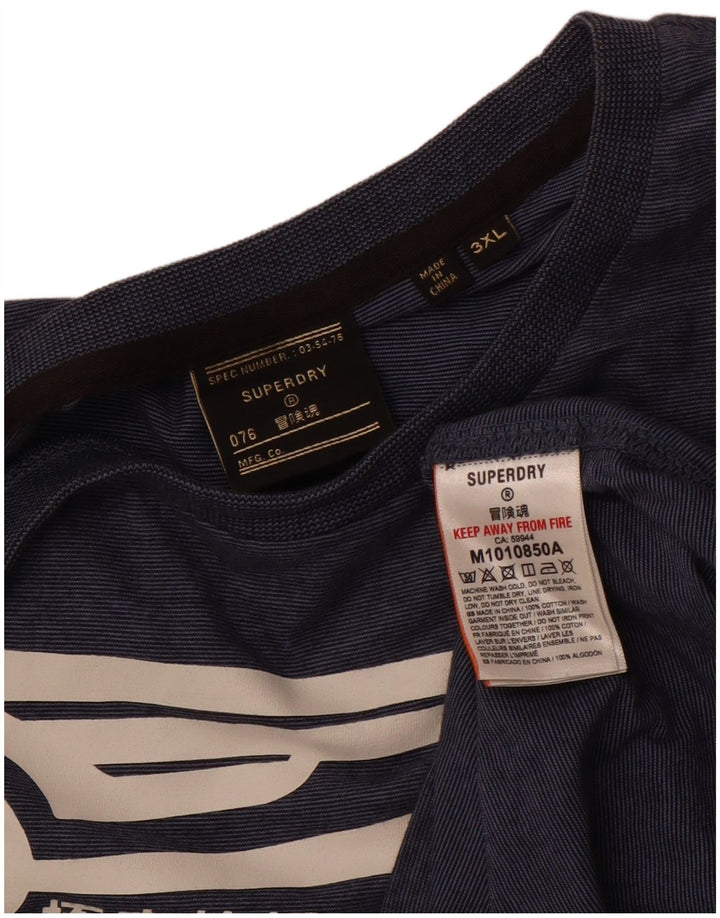 3XL
MADE
IN
CHINA
SPEC NUMBER. : 03-54-76
SUPERDRY
®
冒険魂
076
MFG. Co.
SUPERDRY
®
冒険魂
KEEP AWAY FROM FIRE
CA: 59944
M1010850A
MACHINE WASH COLD, DO NOT BLEACH,
DO NOT TUMBLE DRY, LINE DRYING, IRON
LOW, DO NOT DRY CLEAN
GB MADE IN CHINA / 100% COTTON / WASH
GARMENT INSIDE OUT / WASH SIMILAR
COLOURS TOGETHER / DO NOT IRON PRINT
FR FABRIQUÉ EN CHINE / 100% COTON /
LAVER SUR L'ENVERS / LAVER LES
COULEURS SIMILAIRES ENSEMBLE / NE PAS
REPASSER L'IMPRIMÉ
ES FABRICADO EN CHINA / 100% ALGODÓN